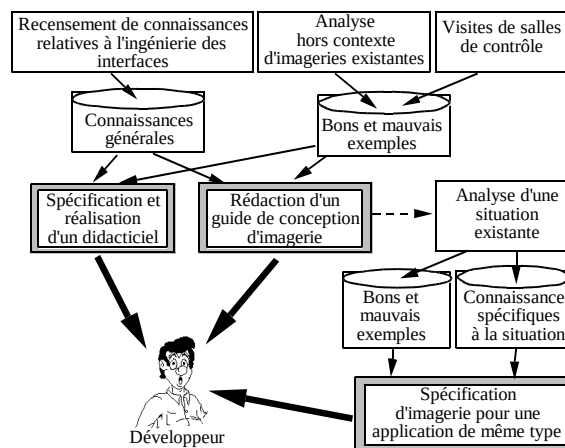 Recensement de connaissances
relatives à l'ingénierie des
interfaces
Analyse
hors contexte
d'imageries existantes
Visites de salles
de contrôle
Connaissances
générales
Bons et mauvais
exemples
Spécification et
réalisation
d'un didacticiel
Rédaction d'un
guide de conception
d'imagerie
Analyse d'une
situation
existante
Bons et
mauvais
exemples
Connaissances
spécifiques
à la situation
Développeur
Spécification
d'imagerie pour une
application de même type